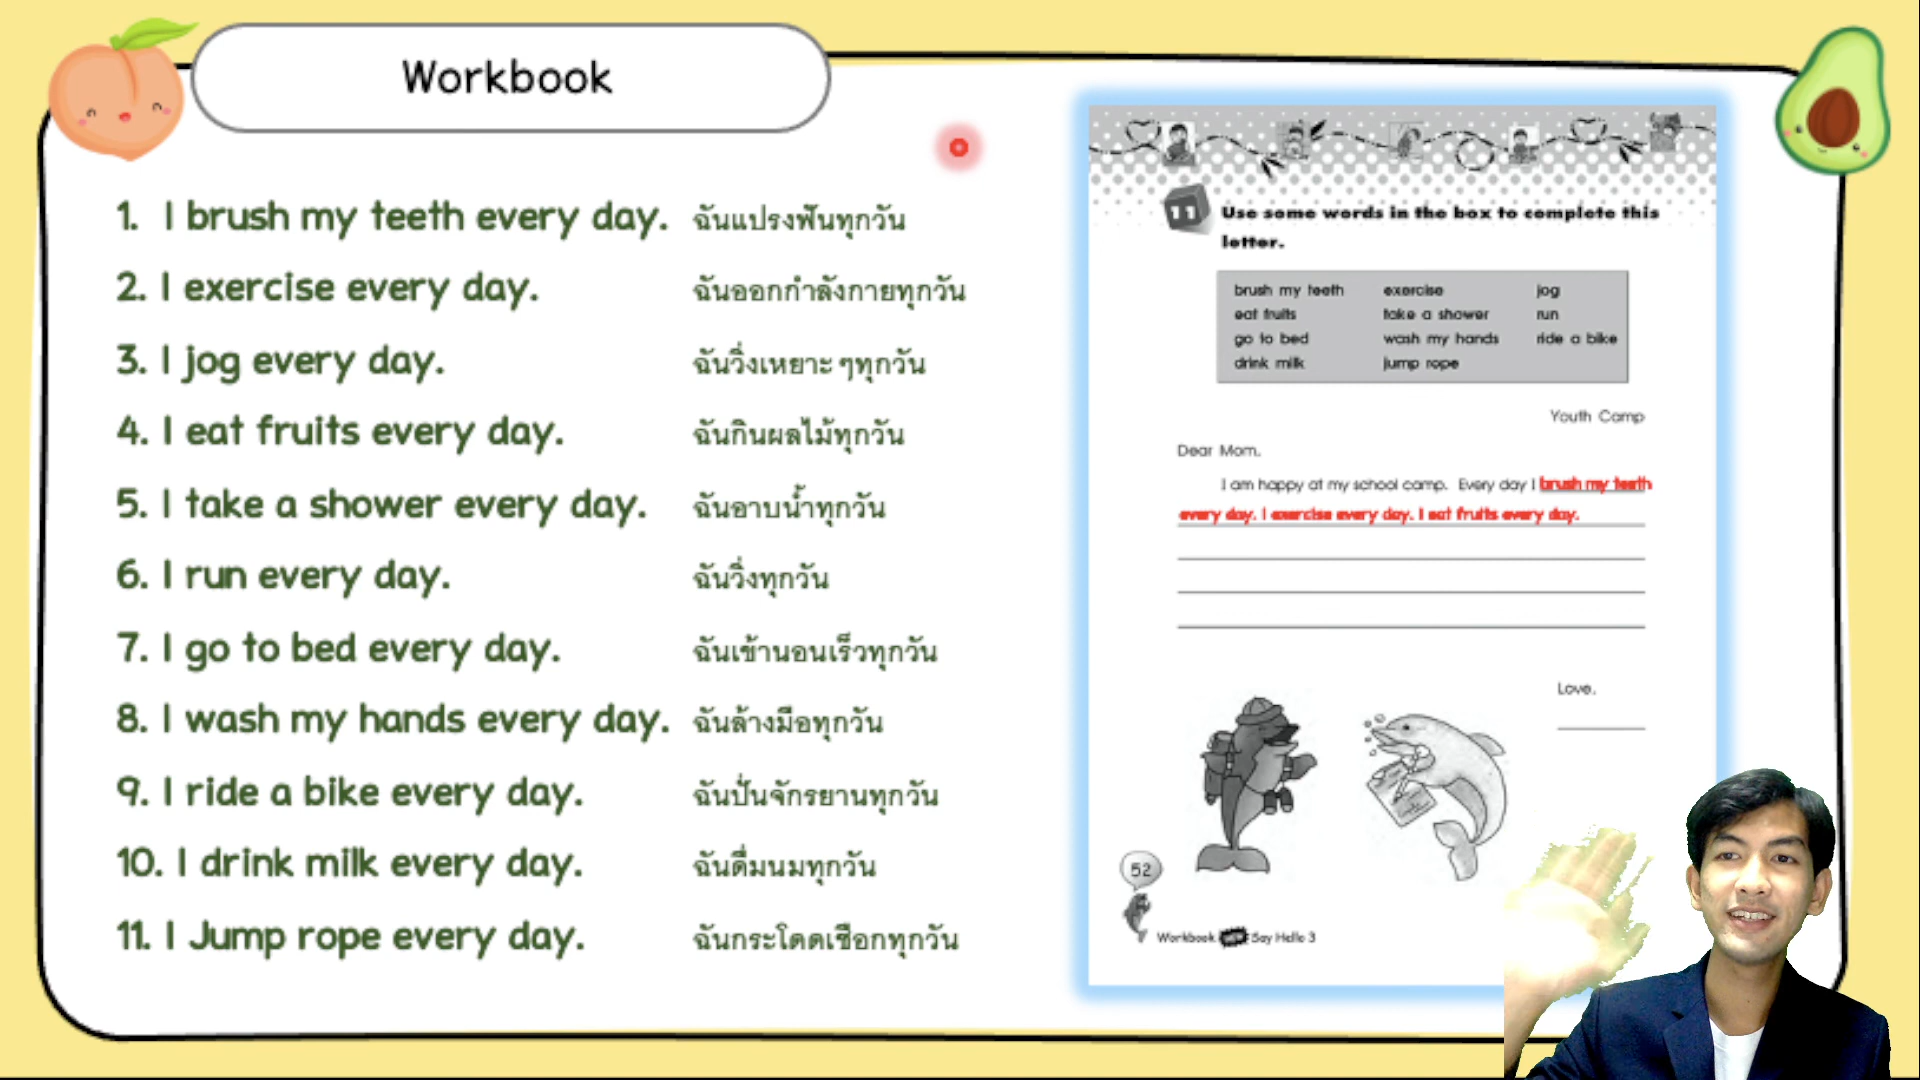 Workbook
1. I brush my teeth every day. ฉันแปรงฟันทุกวัน
2. I exercise every day. ฉันออกกำลังกายทุกวัน
3. I jog every day. ฉันวิ่งเหยาะ ๆทุกวัน
4. I eat fruits every day. ฉันกินผลไม้ทุกวัน
5. I take a shower every day. ฉันอาบน้ำทุกวัน
6. I run every day. ฉันวิ่งทุกวัน
7. I go to bed every day. ฉันเข้านอนเร็วทุกวัน
8. I wash my hands every day. ฉันล้างมือทุกวัน
9. I ride a bike every day. ฉันปั่นจักรยานทุกวัน
10. I drink milk every day. ฉันดื่มนมทุกวัน
11. I Jump rope every day. ฉันกระโดดเชือกทุกวัน
11 Use some words in the box to complete this
letter.
brush my teeth exercise jog
eat fruits take a shower run
go to bed wash my hands ride a bike
drink milk jump rope
Youth Camp
Dear Mom,
I am happy at my school camp. Every day I brush my teeth
every day. I exercise every day. I eat fruits every day.
Love,
52
Workbook Say Hello 3